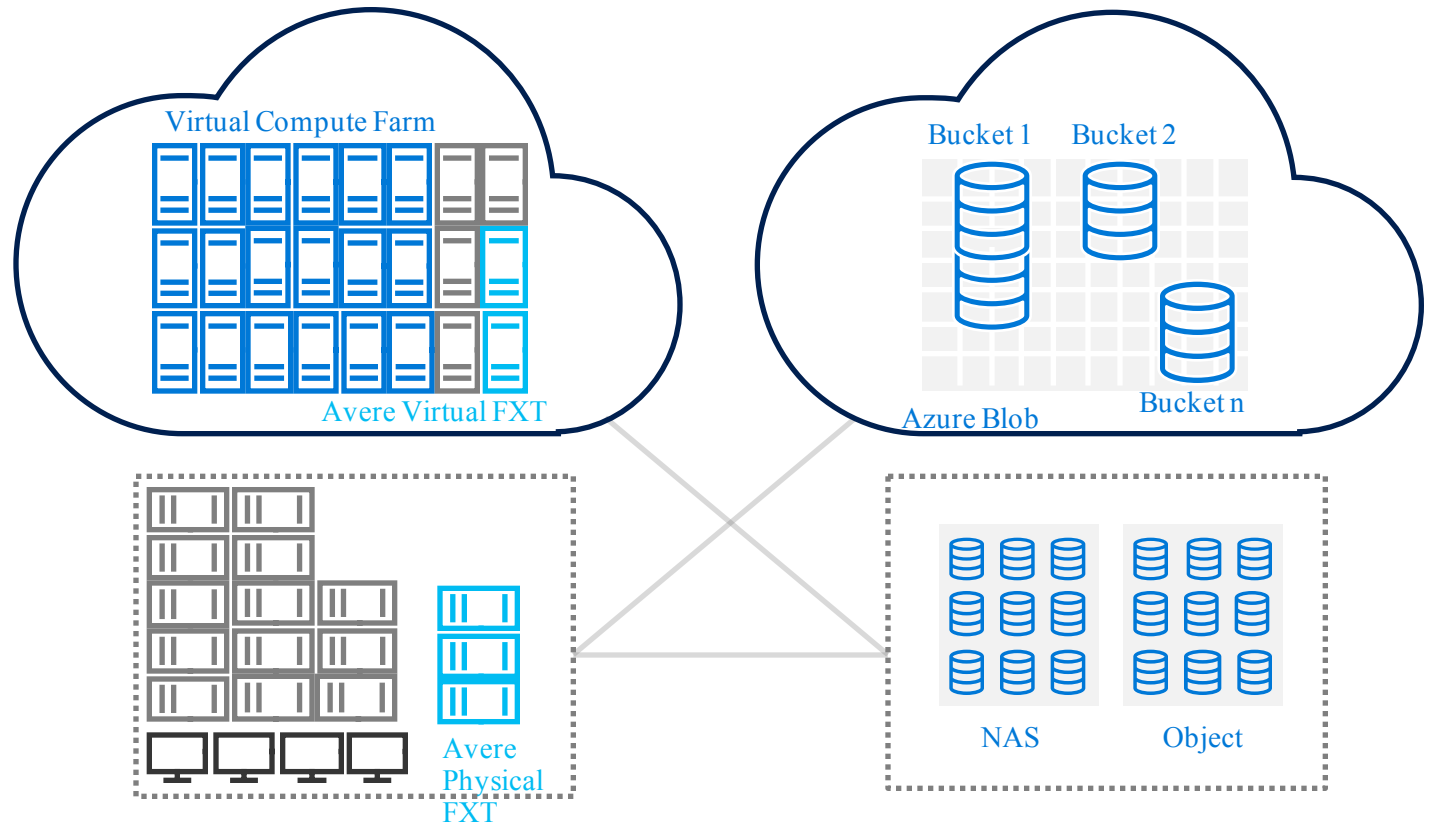 Virtual Compute Farm
Avere Virtual FXT
Bucket 1
Bucket 2
Bucket n
Azure Blob
Avere
Physical
FXT
NAS
Object